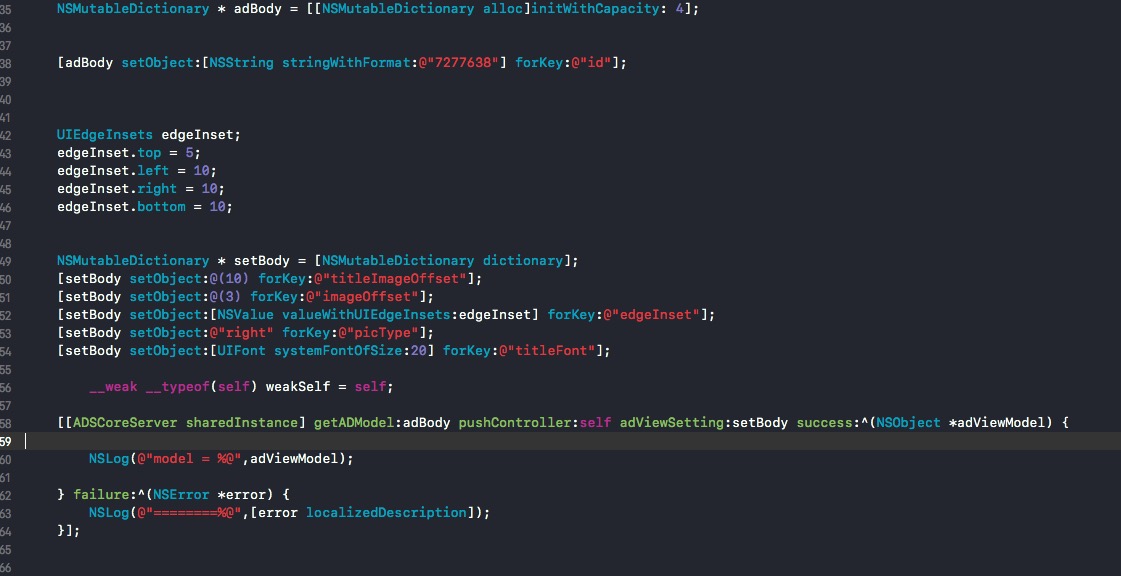 35 NSMutableDictionary * adBody = [[NSMutableDictionary alloc]initWithCapacity: 4];
36
37
38 [adBody setObject:[NSString stringWithFormat:@"7277638"] forKey:@"id"];
39
40
41
42 UIEdgeInsets edgeInset;
43 edgeInset.top = 5;
44 edgeInset.left = 10;
45 edgeInset.right = 10;
46 edgeInset.bottom = 10;
47
48
49 NSMutableDictionary * setBody = [NSMutableDictionary dictionary];
50 [setBody setObject:@(10) forKey:@"titleImageOffset"];
51 [setBody setObject:@(3) forKey:@"imageOffset"];
52 [setBody setObject:[NSValue valueWithUIEdgeInsets:edgeInset] forKey:@"edgeInset"];
53 [setBody setObject:@"right" forKey:@"picType"];
54 [setBody setObject:[UIFont systemFontOfSize:20] forKey:@"titleFont"];
55
56 __weak __typeof(self) weakSelf = self;
57
58 [[ADSCoreServer sharedInstance] getADModel:adBody pushController:self adViewSetting:setBody success:^(NSObject *adViewModel) {
59
60 NSLog(@"model = %@",adViewModel);
61
62 } failure:^(NSError *error) {
63 NSLog(@"========%@",[error localizedDescription]);
64 }];
65
66